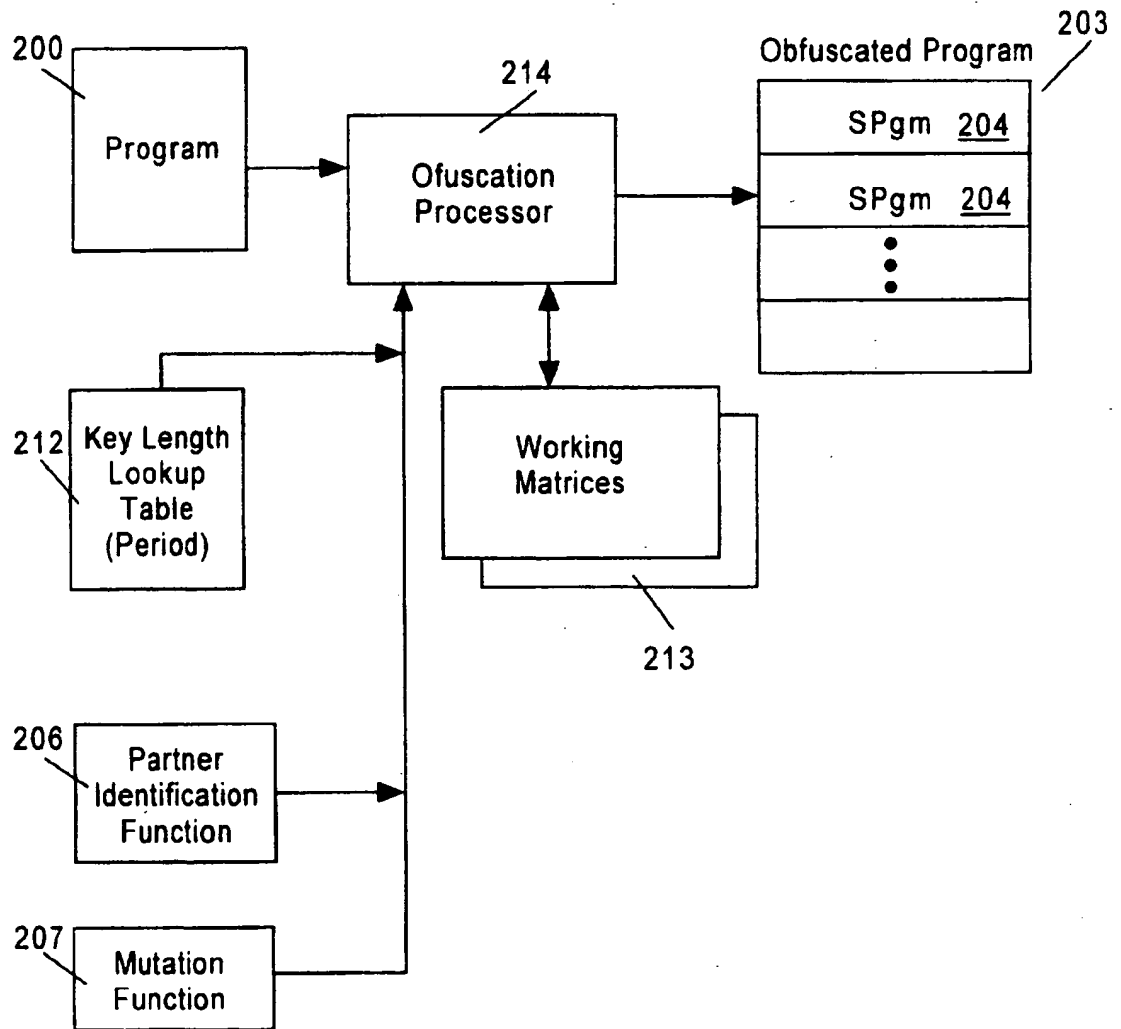 203
200
Obfuscated Program
214
SPgm 204
Program
Ofuscation
Processor
SPgm 204
212
Key Length
Lookup
Table
(Period)
Working
Matrices
213
206
Partner
Identification
Function
207
Mutation
Function